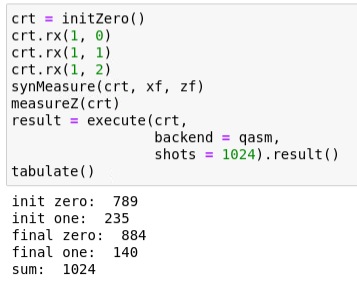 crt = initZero()
crt.rx(1, 0)
crt.rx(1, 1)
crt.rx(1, 2)
synMeasure(crt, xf, zf)
measureZ(crt)
result = execute(crt,
                 backend = qasm,
                 shots = 1024).result()
tabulate()
init zero:  789
init one:  235
final zero:  884
final one:  140
sum:  1024